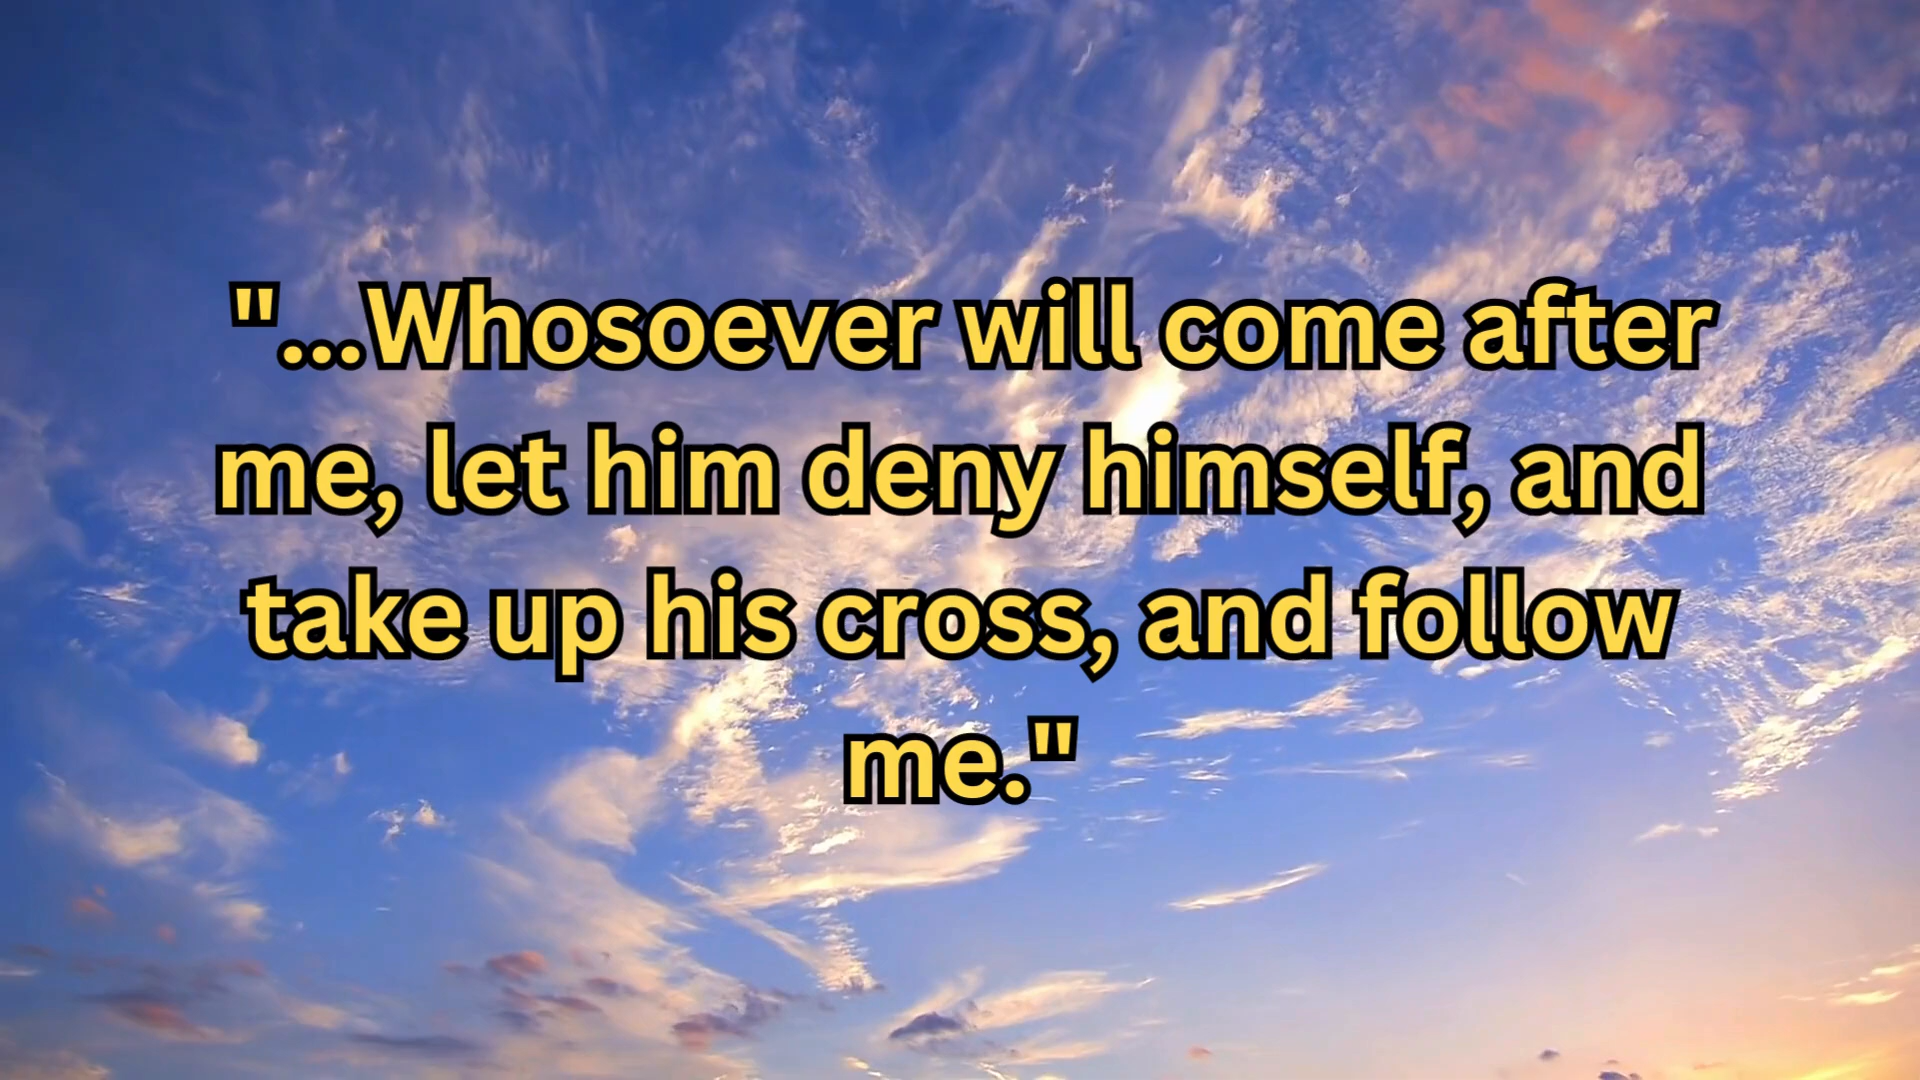 "...Whosoever will come after
me, let him deny himself, and
take up his cross, and follow
me."